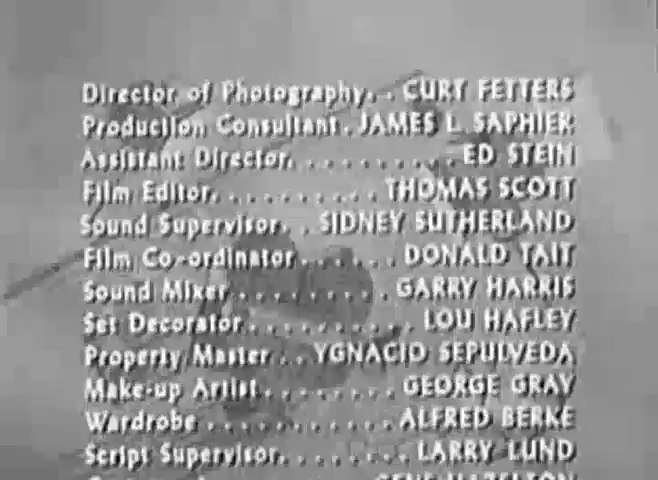 Director of Photography. . CURT FETTERS
Production Consultant. JAMES L. SAPHIER
Assistant Director. . . . . . . . . ED STEIN
Film Editor. . . . . . . . . . THOMAS SCOTT
Sound Supervisor. . SIDNEY SUTHERLAND
Film Co-ordinator . . . . . . DONALD TAIT
Sound Mixer . . . . . . . . . GARRY HARRIS
Set Decorator. . . . . . . . . . LOU HAFLEY
Property Master . . YGNACIO SEPULVEDA
Make-up Artist. . . . . . . . GEORGE GRAY
Wardrobe . . . . . . . . . . . ALFRED BERKE
Script Supervisor. . . . . . . LARRY LUND
GENE HAZELTON